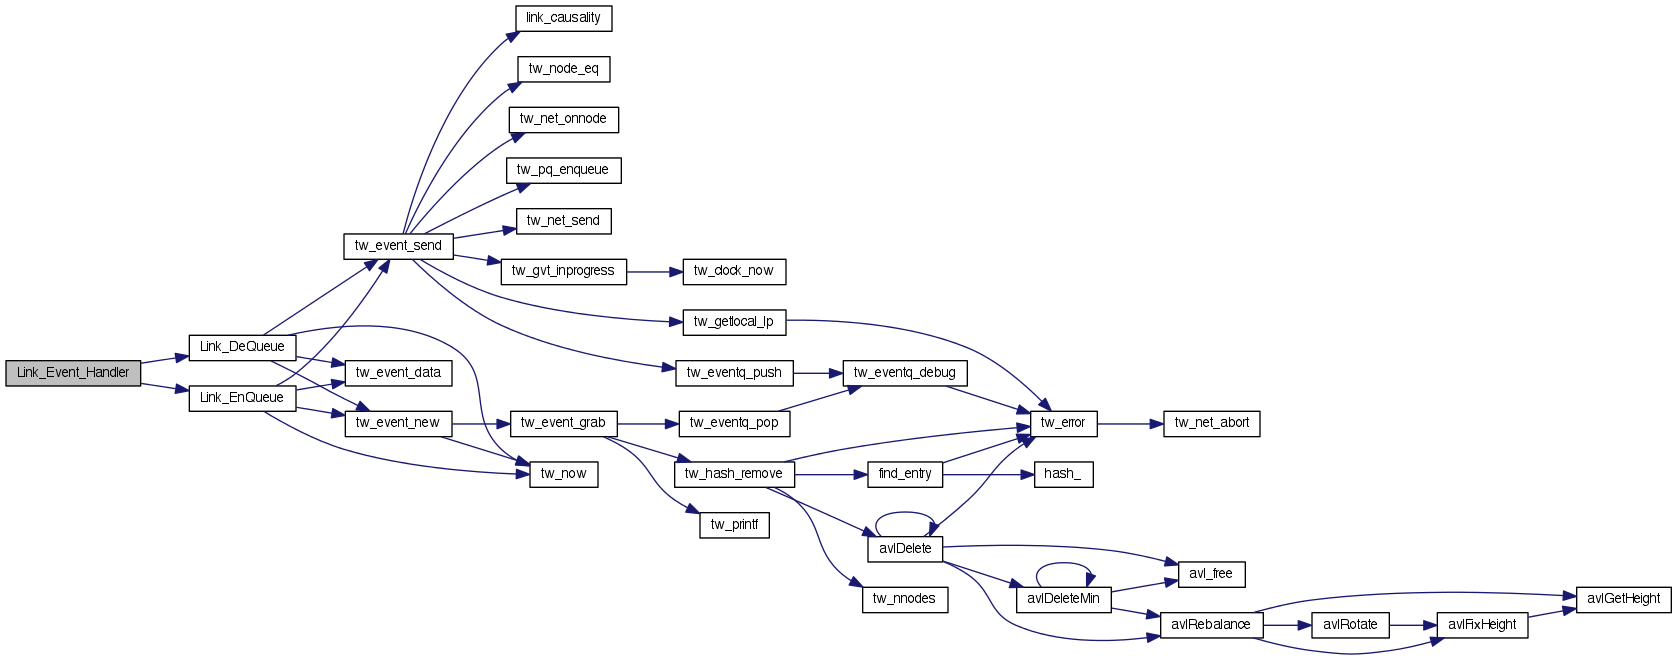 link_causality
tw_node_eq
tw_net_onnode
tw_pq_enqueue
tw_net_send
tw_event_send
tw_gvt_inprogress
tw_clock_now
tw_getlocal_lp
Link_DeQueue
Link_Event_Handler
tw_event_data
tw_eventq_push
tw_eventq_debug
Link_EnQueue
tw_event_new
tw_event_grab
tw_eventq_pop
tw_error
tw_net_abort
tw_now
tw_hash_remove
find_entry
hash_
tw_printf
avlDelete
avl_free
tw_nnodes
avlDeleteMin
avlGetHeight
avlRebalance
avlRotate
avlFixHeight